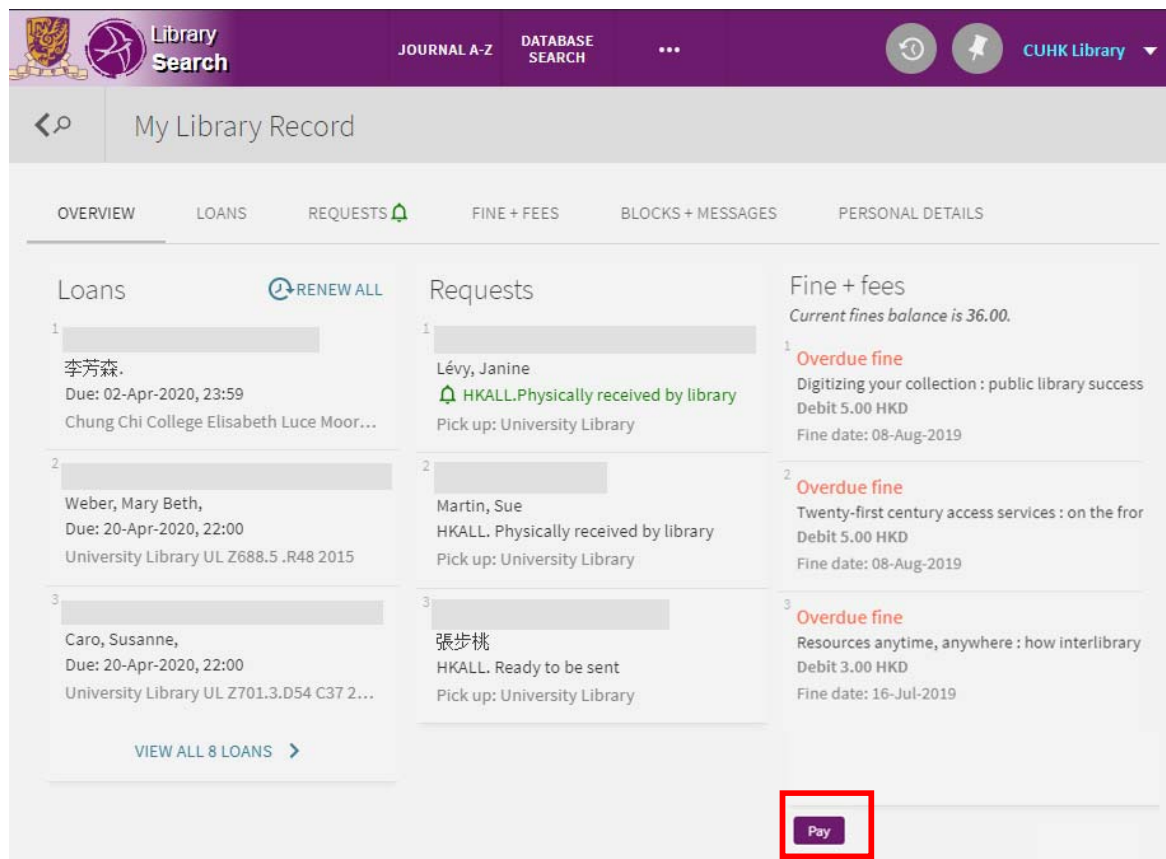 Library
Search
JOURNAL A-Z
DATABASE
SEARCH
•••
CUHK Library
My Library Record
OVERVIEW
LOANS
REQUESTS
FINE + FEES
BLOCKS + MESSAGES
PERSONAL DETAILS
Loans
RENEW ALL
1
李芳森.
Due: 02-Apr-2020, 23:59
Chung Chi College Elisabeth Luce Moor...
2
Weber, Mary Beth,
Due: 20-Apr-2020, 22:00
University Library UL Z688.5 .R48 2015
3
Caro, Susanne,
Due: 20-Apr-2020, 22:00
University Library UL Z701.3.D54 C37 2...
VIEW ALL 8 LOANS
Requests
1
Lévy, Janine
HKALL.Physically received by library
Pick up: University Library
2
Martin, Sue
HKALL. Physically received by library
Pick up: University Library
3
張步桃
HKALL. Ready to be sent
Pick up: University Library
Fine + fees
Current fines balance is 36.00.
1
Overdue fine
Digitizing your collection : public library success
Debit 5.00 HKD
Fine date: 08-Aug-2019
2
Overdue fine
Twenty-first century access services : on the fror
Debit 5.00 HKD
Fine date: 08-Aug-2019
3
Overdue fine
Resources anytime, anywhere : how interlibrary
Debit 3.00 HKD
Fine date: 16-Jul-2019
Pay